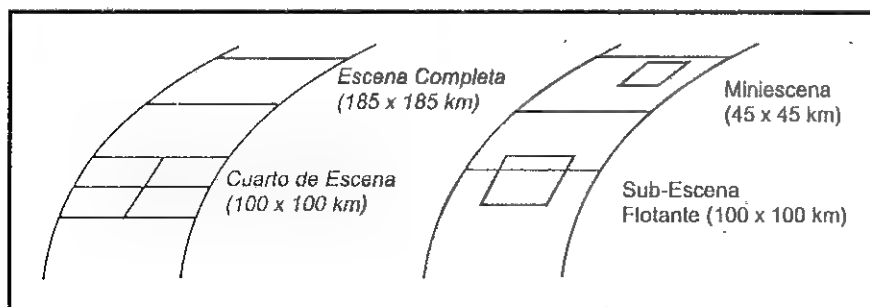 Escena Completa
(185 x 185 km)
Cuarto de Escena
(100 x 100 km)
Miniescena
(45 x 45 km)
Sub-Escena
Flotante (100 x 100 km)